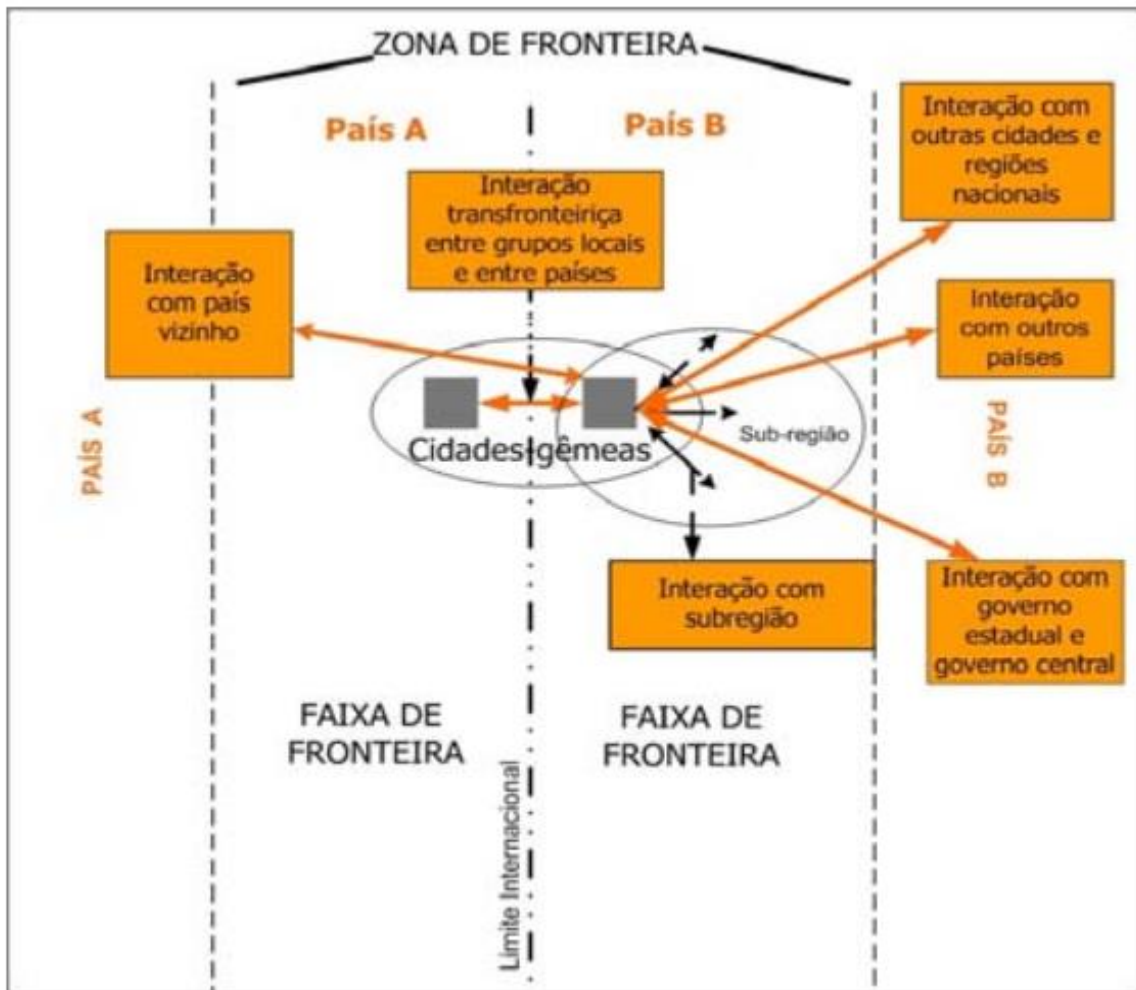 ZONA DE FRONTEIRA
País A
País B
Interação com
outras cidades e
regiões
nacionais
Interação
transfronteiriça
entre grupos locais
e entre países
Interação
com país
vizinho
Interação
com outros
países
PAÍS A
Cidades-gêmeas
Sub-região
PAÍS B
Interação com
subregião
Interação com
governo
estadual e
governo central
FAIXA DE
FRONTEIRA
FAIXA DE
FRONTEIRA
Limite Internacional